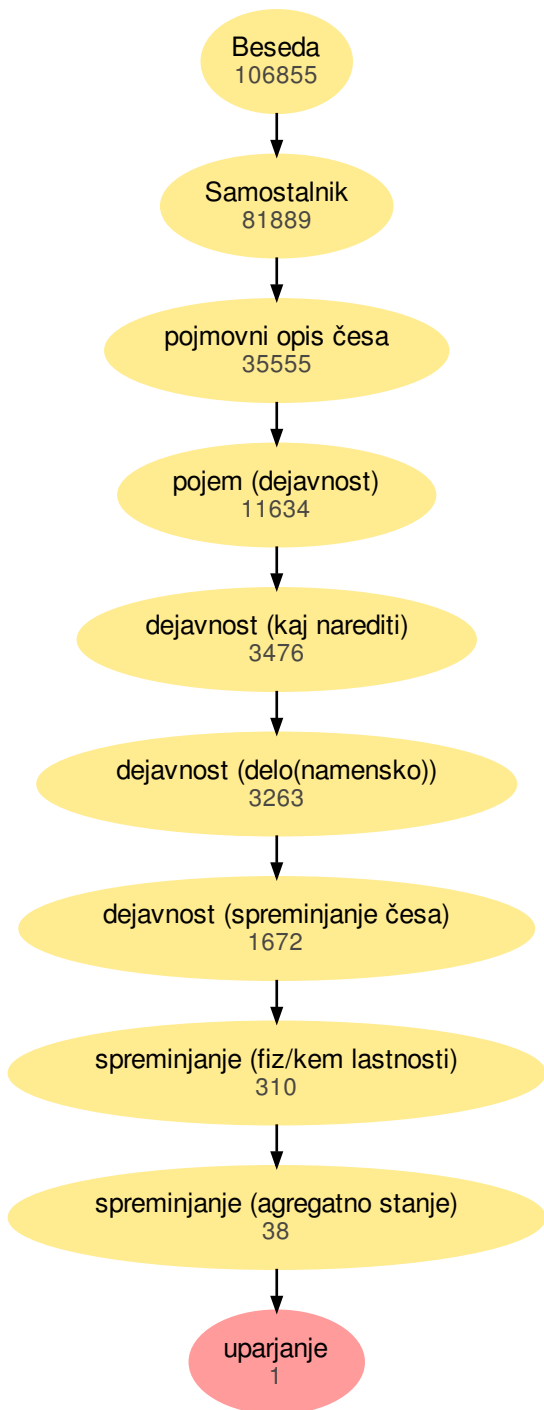 Beseda
106855
Samostalnik
81889
pojmovni opis česa
35555
pojem (dejavnost)
11634
dejavnost (kaj narediti)
3476
dejavnost (delo(namensko))
3263
dejavnost (spreminjanje česa)
1672
spreminjanje (fiz/kem lastnosti)
310
spreminjanje (agregatno stanje)
38
uparjanje
1